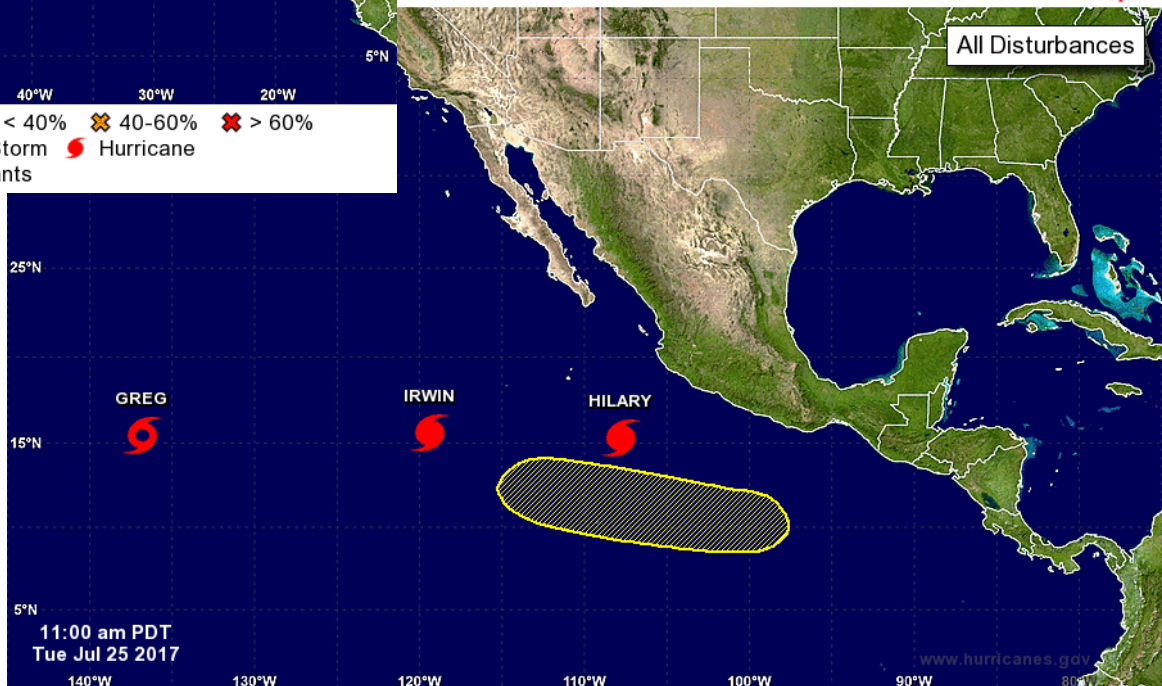 5°N
40°W 30°W 20°W
< 40% 40-60% > 60%
Storm Hurricane
nts
All Disturbances
25°N
GREG IRWIN HILARY
15°N
5°N
11:00 am PDT
Tue Jul 25 2017
www.hurricanes.gov
140°W 130°W 120°W 110°W 100°W 90°W 80°